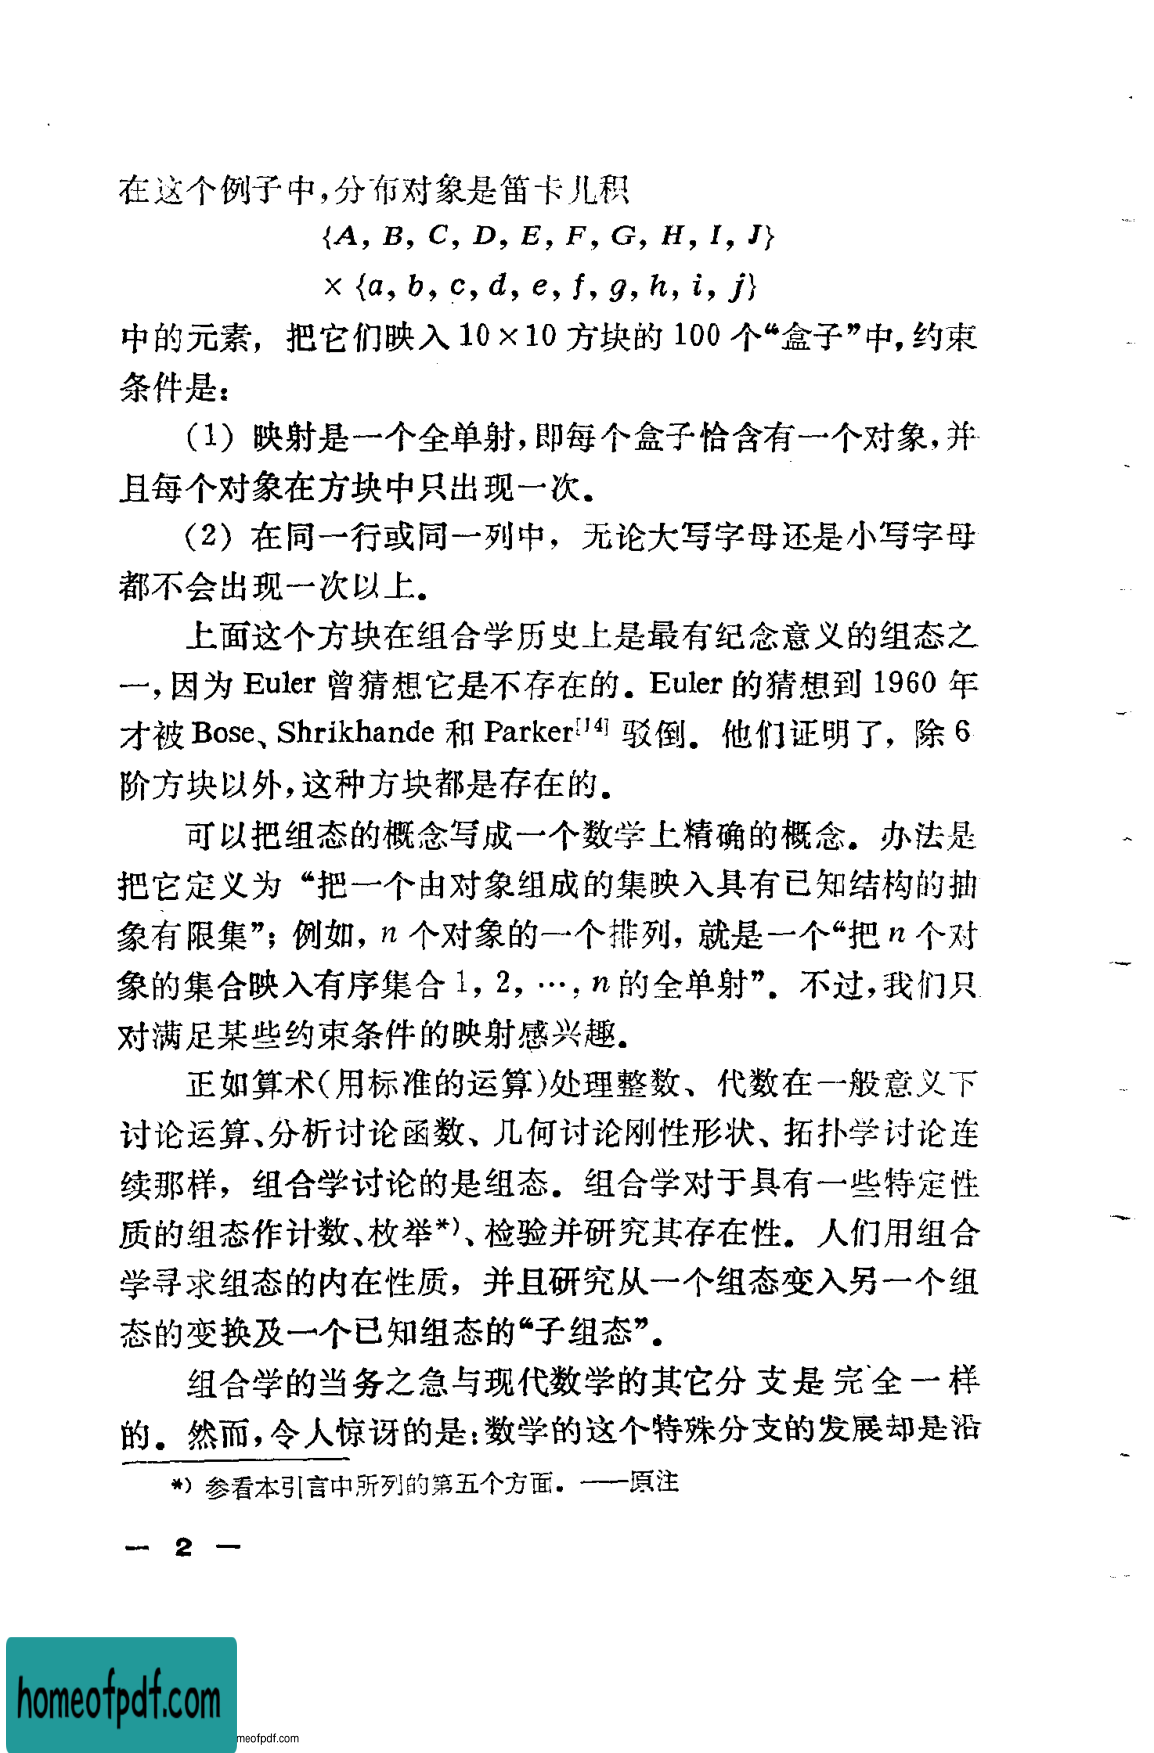 在这个例子中,分布对象是笛卡儿积
{A, B, C, D, E, F, G, H, I, J}
× {a, b, c, d, e, f, g, h, i, j}
中的元素, 把它们映入 10×10 方块的 100 个“盒子”中, 约束
条件是:
(1) 映射是一个全单射, 即每个盒子恰含有一个对象, 并
且每个对象在方块中只出现一次.
(2) 在同一行或同一列中, 无论大写字母还是小写字母
都不会出现一次以上.
上面这个方块在组合学历史上是最有纪念意义的组态之
一, 因为 Euler 曾猜想它是不存在的. Euler 的猜想到 1960 年
才被 Bose、Shrikhande 和 Parker[14] 驳倒. 他们证明了, 除 6
阶方块以外, 这种方块都是存在的.
可以把组态的概念写成一个数学上精确的概念. 办法是
把它定义为 “把一个由对象组成的集映入具有已知结构的抽
象有限集”; 例如, n 个对象的一个排列, 就是一个“把 n 个对
象的集合映入有序集合 1, 2, …, n 的全单射”. 不过, 我们只
对满足某些约束条件的映射感兴趣.
正如算术(用标准的运算)处理整数、代数在一般意义下
讨论运算、分析讨论函数、几何讨论刚性形状、拓扑学讨论连
续那样, 组合学讨论的是组态. 组合学对于具有一些特定性
质的组态作计数、枚举*)、检验并研究其存在性. 人们用组合
学寻求组态的内在性质, 并且研究从一个组态变入另一个组
态的变换及一个已知组态的“子组态”.
组合学的当务之急与现代数学的其它分支是完全一样
的. 然而, 令人惊讶的是: 数学的这个特殊分支的发展却是沿
*) 参看本引言中所列的第五个方面. ——原注
— 2 —
homeofpdf.com
meofpdf.com